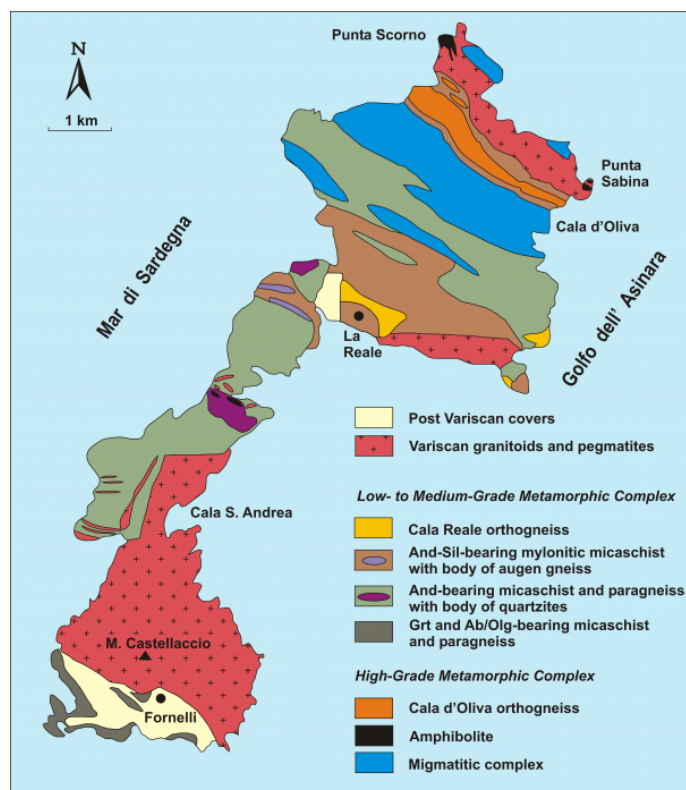 Punta Scorno
N
1 km
Punta
Sabina
Cala d'Oliva
Mar di Sardegna
Golfo dell' Asinara
La
Reale
Post Variscan covers
Variscan granitoids and pegmatites
Low- to Medium-Grade Metamorphic Complex
Cala S. Andrea
Cala Reale orthogneiss
And-Sil-bearing mylonitic micaschist
with body of augen gneiss
And-bearing micaschist and paragneiss
with body of quartzites
Grt and Ab/Olg-bearing micaschist
and paragneiss
M. Castellaccio
High-Grade Metamorphic Complex
Fornelli
Cala d'Oliva orthogneiss
Amphibolite
Migmatitic complex